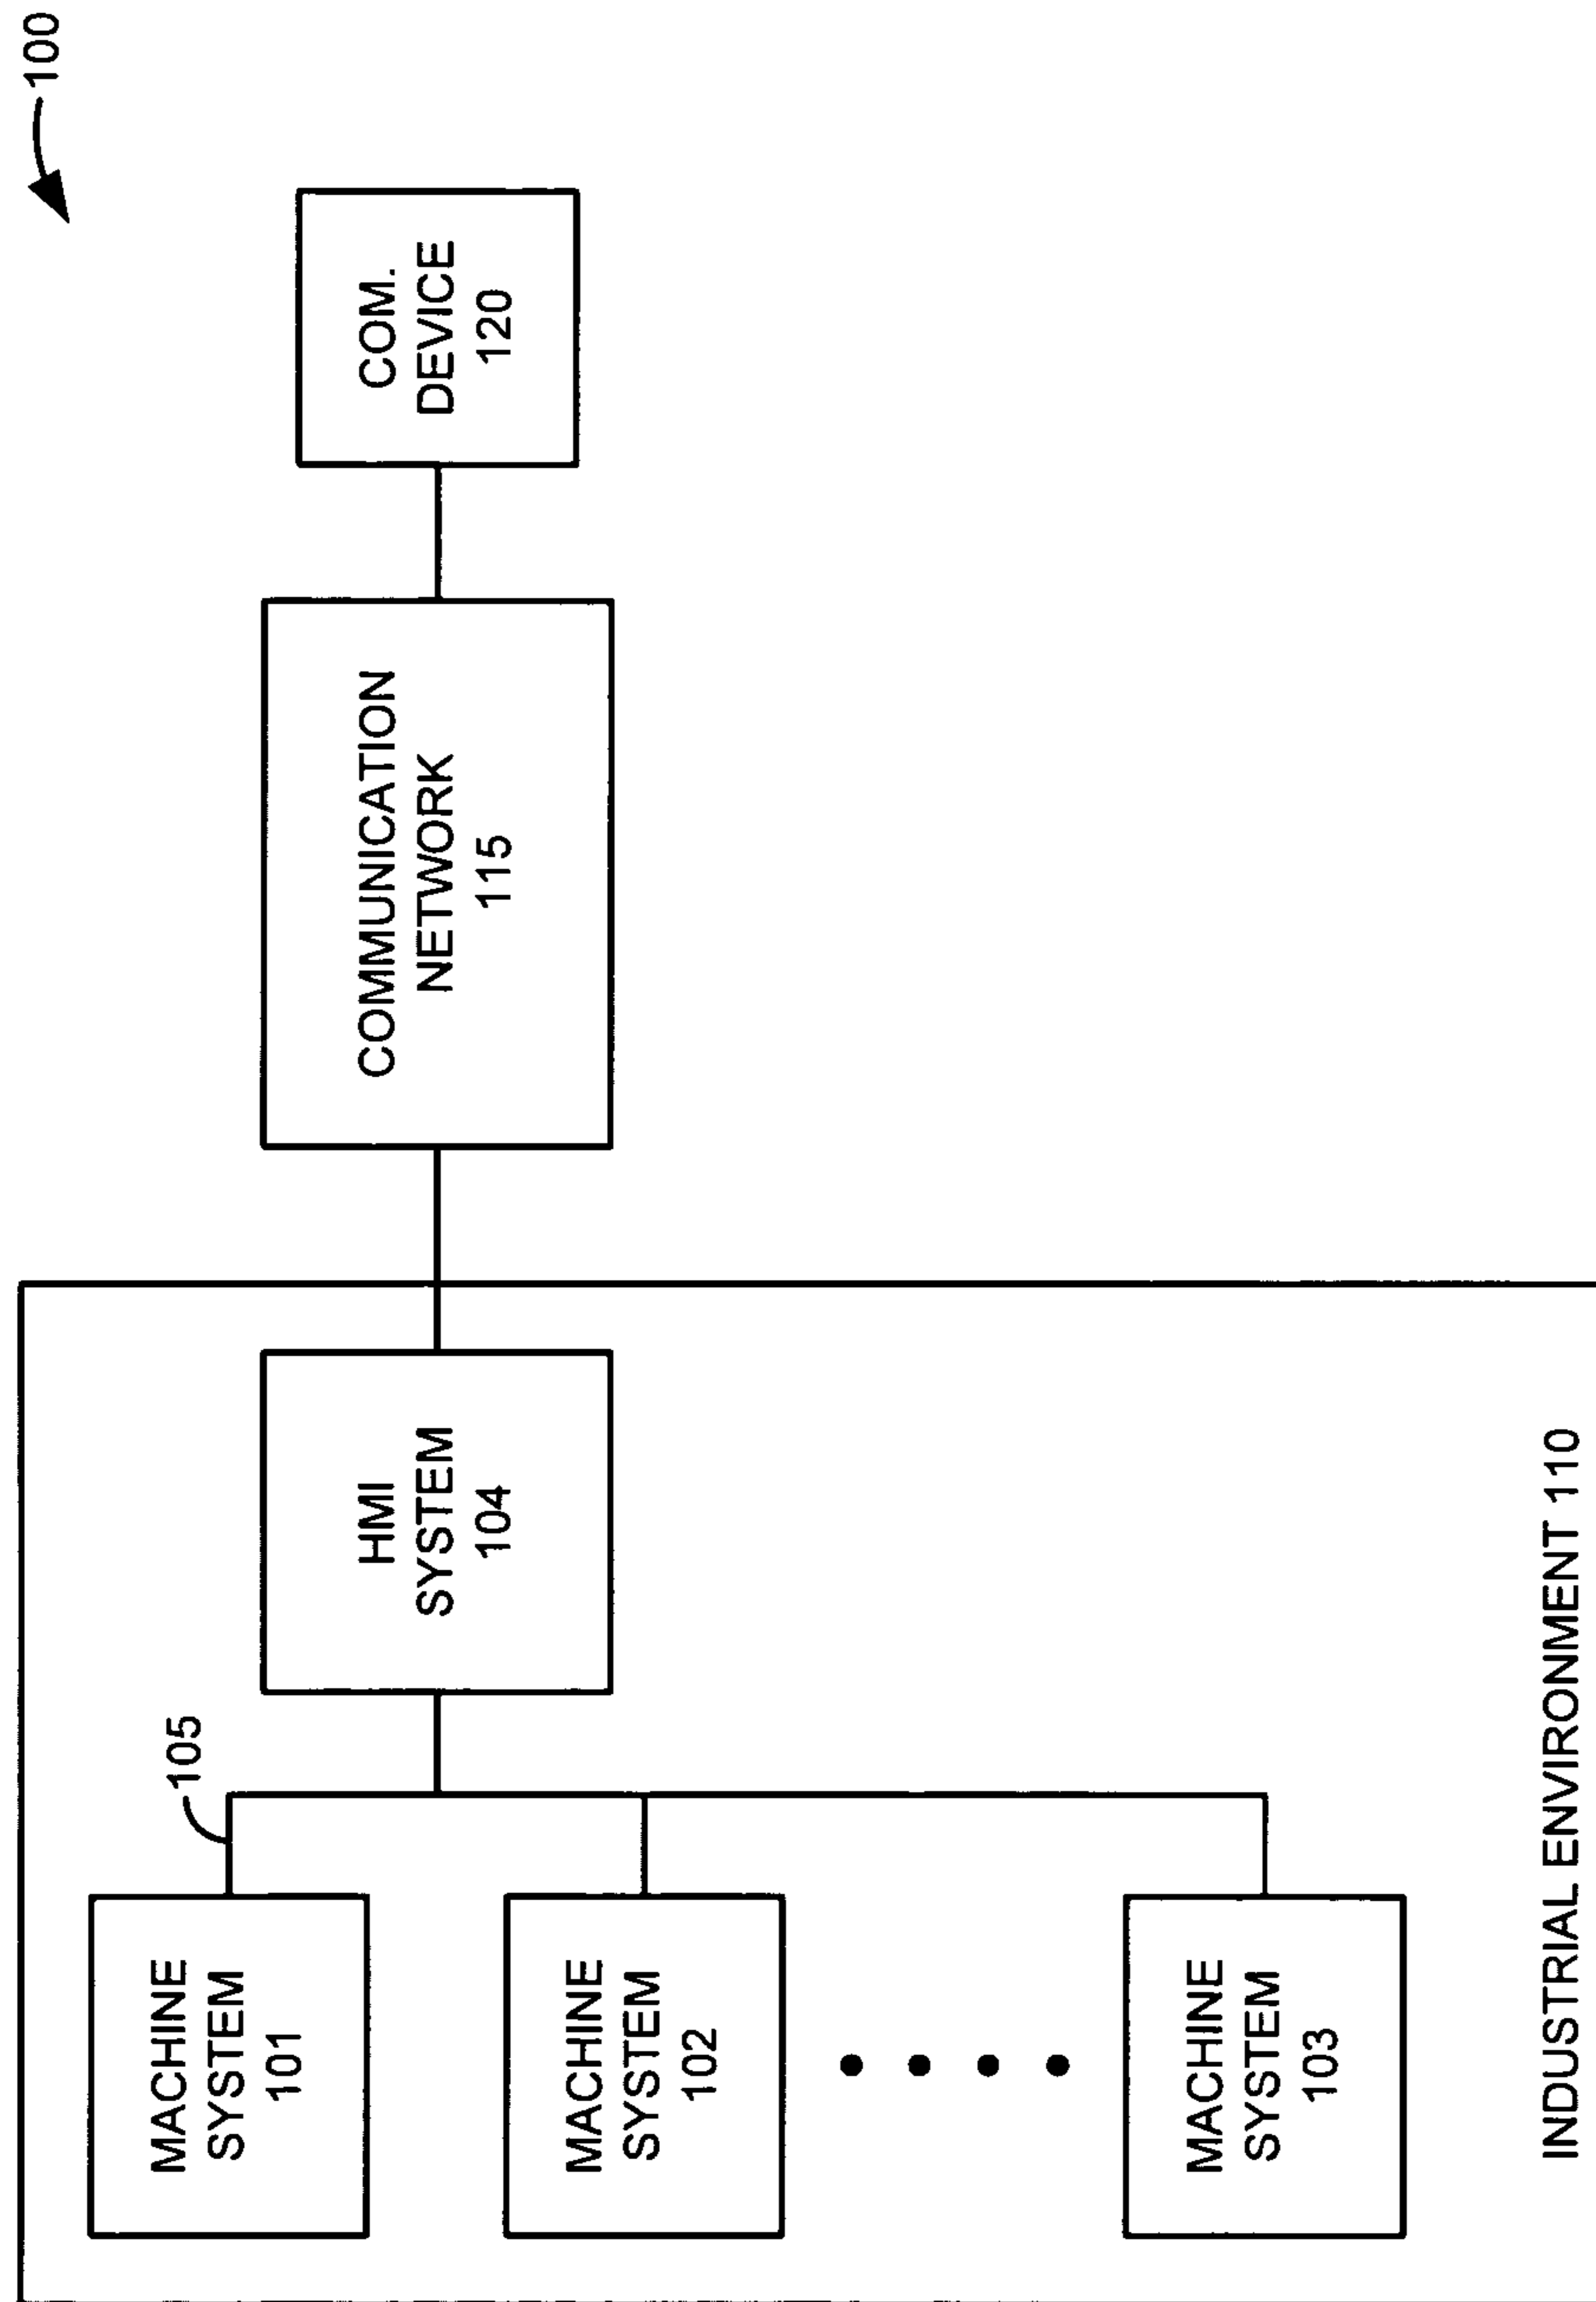 100
MACHINE
SYSTEM
101
105
MACHINE
SYSTEM
102
MACHINE
SYSTEM
103
HMI
SYSTEM
104
COMMUNICATION
NETWORK
115
COM.
DEVICE
120
INDUSTRIAL ENVIRONMENT 110